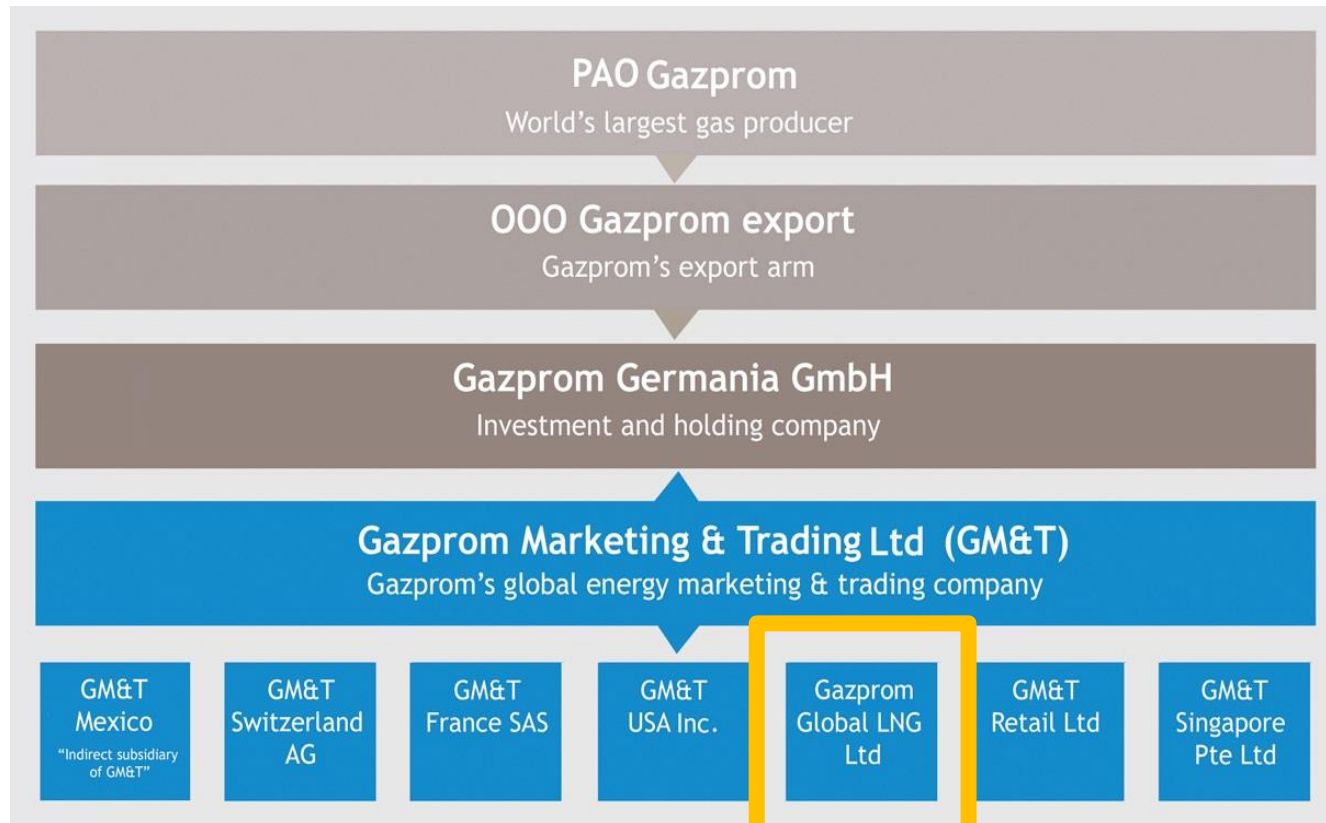 PAO Gazprom
World's largest gas producer
OOO Gazprom export
Gazprom's export arm
Gazprom Germania GmbH
Investment and holding company
Gazprom Marketing & Trading Ltd (GM&T)
Gazprom's global energy marketing & trading company
GM&T
Mexico
"Indirect subsidiary
of GM&T"
GM&T
Switzerland
AG
GM&T
France SAS
GM&T
USA Inc.
Gazprom
Global LNG
Ltd
GM&T
Retail Ltd
GM&T
Singapore
Pte Ltd